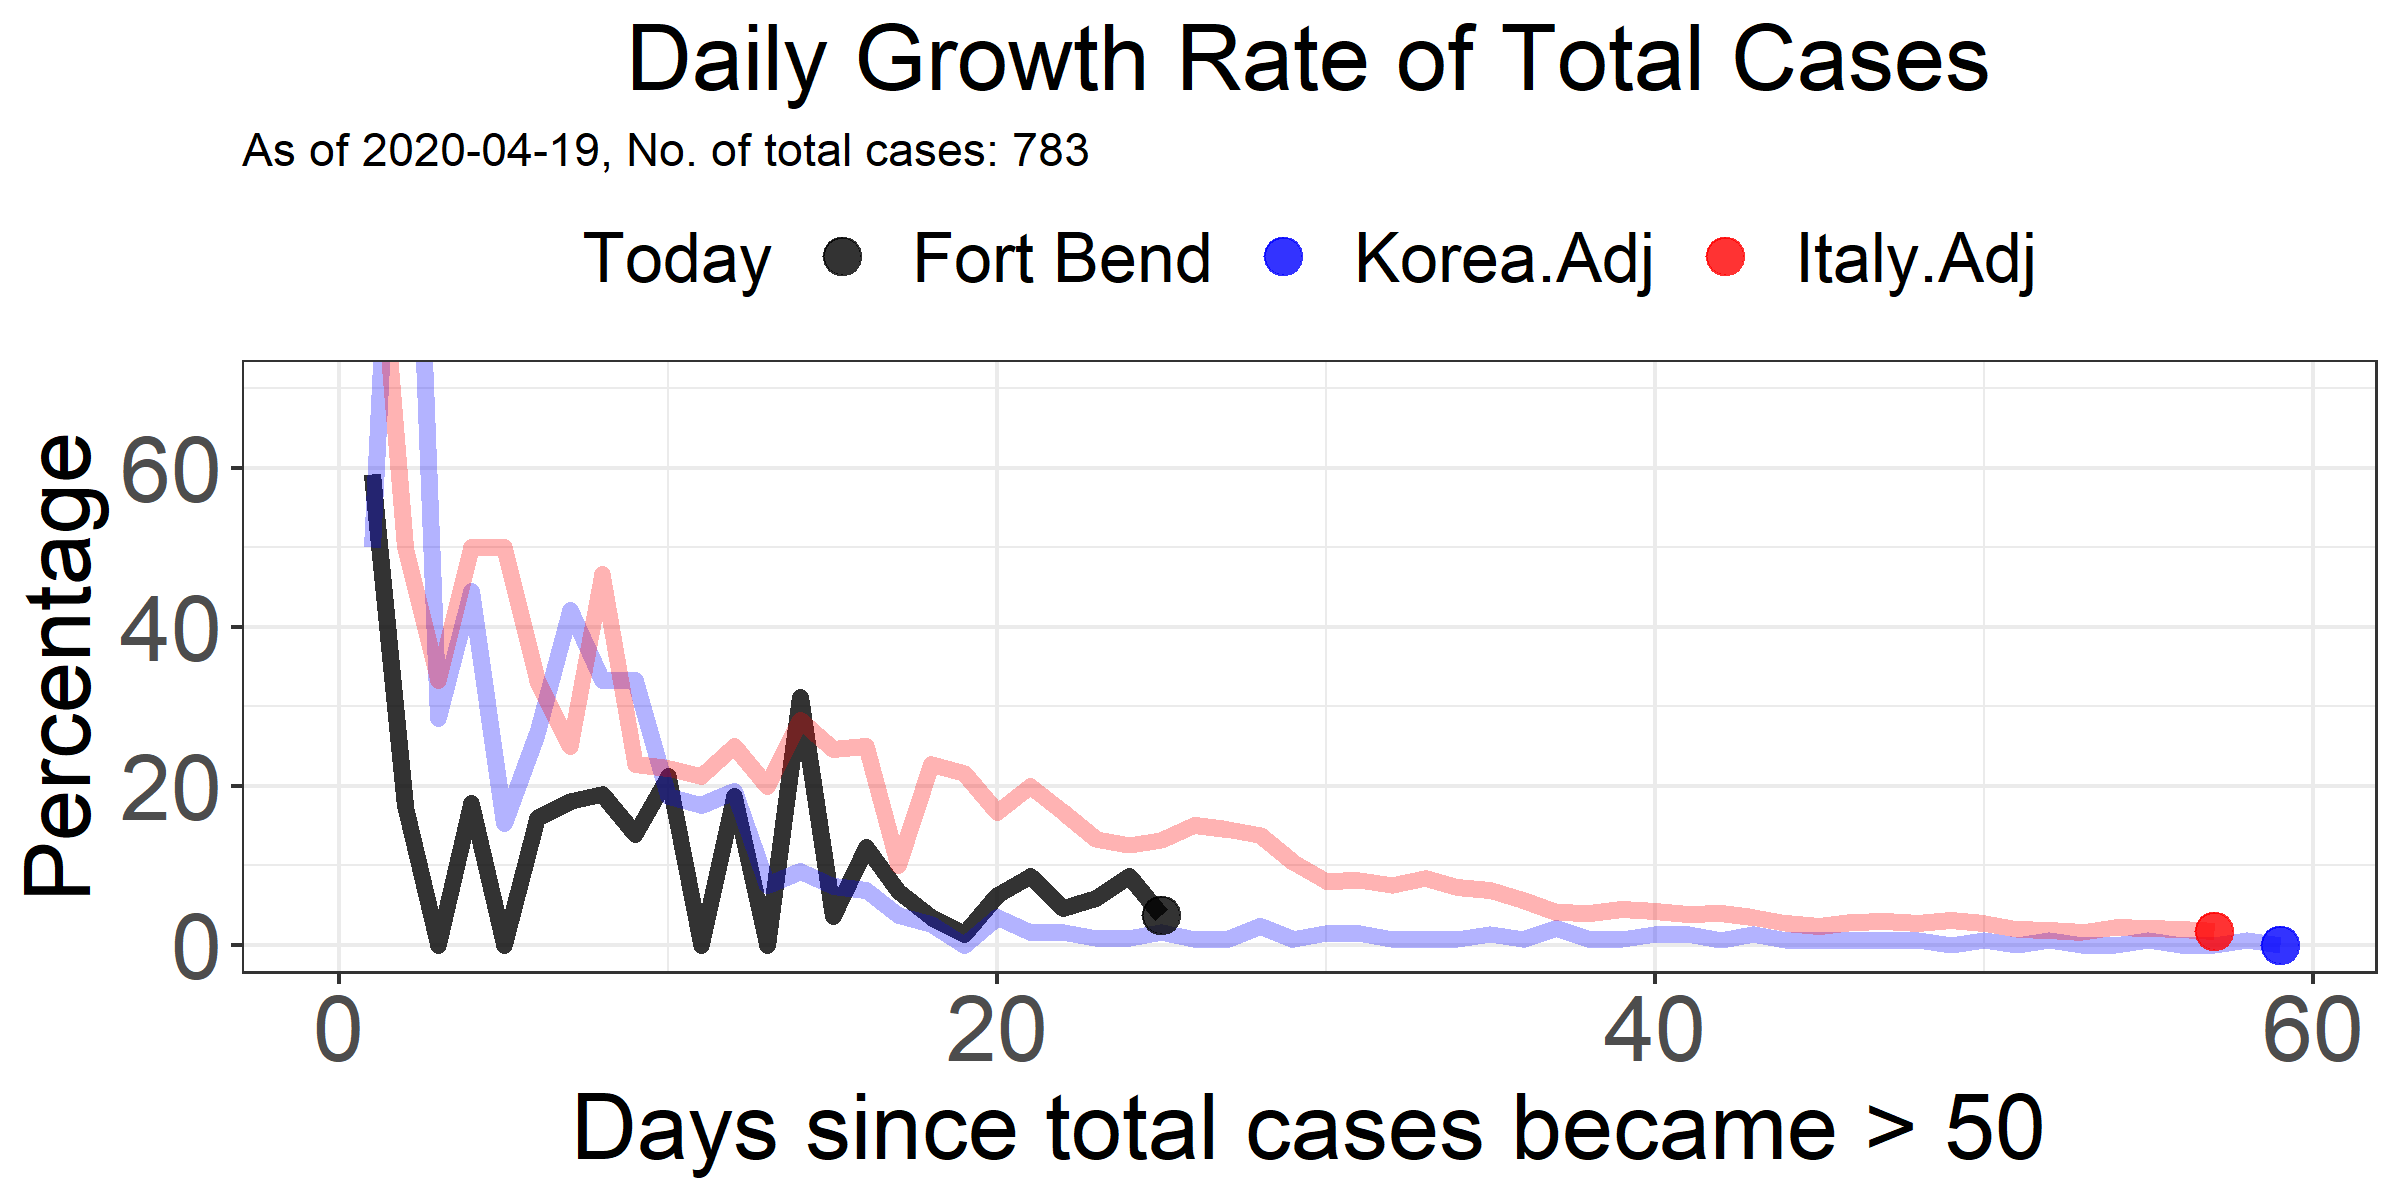 Daily Growth Rate of Total Cases
As of 2020-04-19, No. of total cases: 783
Today Fort Bend Korea.Adj Italy.Adj
Percentage
60
40
20
0
0 20 40 60
Days since total cases became > 50